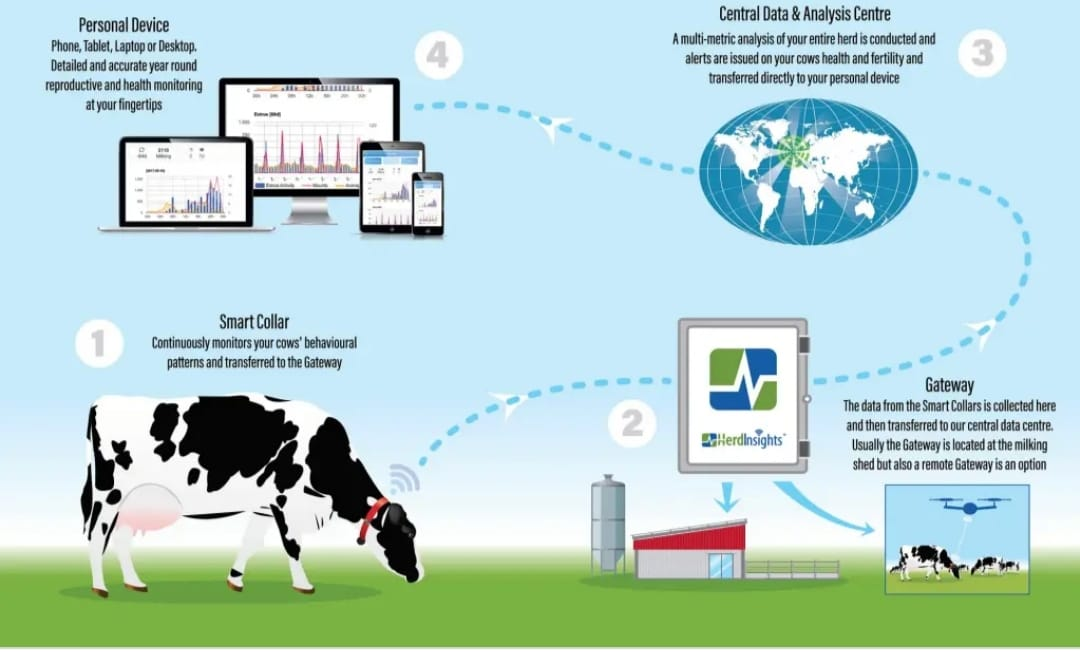 Personal Device
Phone, Tablet, Laptop or Desktop.
Detailed and accurate year round
reproductive and health monitoring
at your fingertips
4
Central Data & Analysis Centre
A multi-metric analysis of your entire herd is conducted and
alerts are issued on your cows health and fertility and
transferred directly to your personal device
3
1
Smart Collar
Continuously monitors your cows' behavioural
patterns and transferred to the Gateway
2
HerdInsights
Gateway
The data from the Smart Collars is collected here
and then transferred to our central data centre.
Usually the Gateway is located at the milking
shed but also a remote Gateway is an option